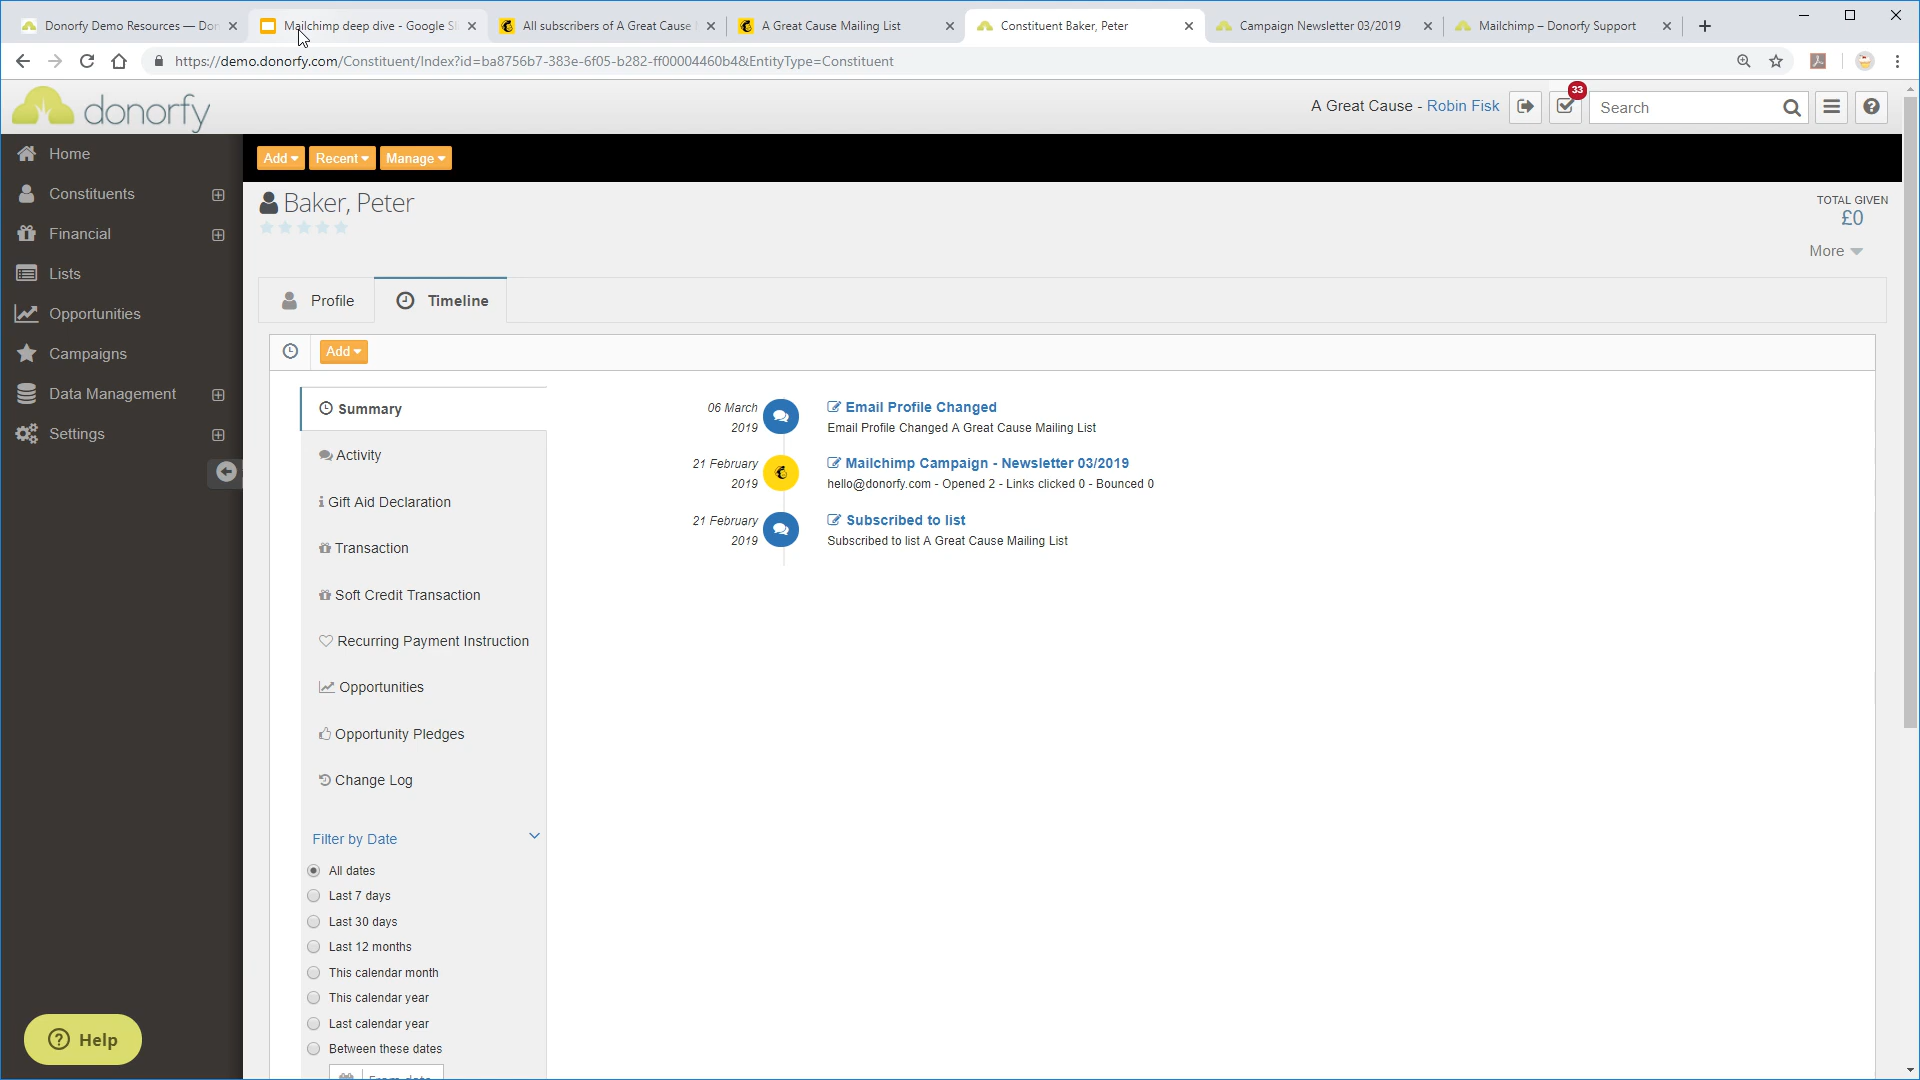 Donorfy Demo Resources — Don
Mailchimp deep dive - Google Sl
All subscribers of A Great Cause
A Great Cause Mailing List
Constituent Baker, Peter
Campaign Newsletter 03/2019
Mailchimp – Donorfy Support
https://demo.donorfy.com/Constituent/Index?id=ba8756b7-383e-6f05-b282-ff00004460b4&EntityType=Constituent
donorfy
A Great Cause - Robin Fisk
33
Search
Home
Constituents
Financial
Lists
Opportunities
Campaigns
Data Management
Settings
Add
Recent
Manage
Baker, Peter
TOTAL GIVEN
£0
More
Profile
Timeline
Add
Summary
Activity
Gift Aid Declaration
Transaction
Soft Credit Transaction
Recurring Payment Instruction
Opportunities
Opportunity Pledges
Change Log
Filter by Date
All dates
Last 7 days
Last 30 days
Last 12 months
This calendar month
This calendar year
Last calendar year
Between these dates
From date
06 March
2019
Email Profile Changed
Email Profile Changed A Great Cause Mailing List
21 February
2019
Mailchimp Campaign - Newsletter 03/2019
hello@donorfy.com - Opened 2 - Links clicked 0 - Bounced 0
21 February
2019
Subscribed to list
Subscribed to list A Great Cause Mailing List
Help